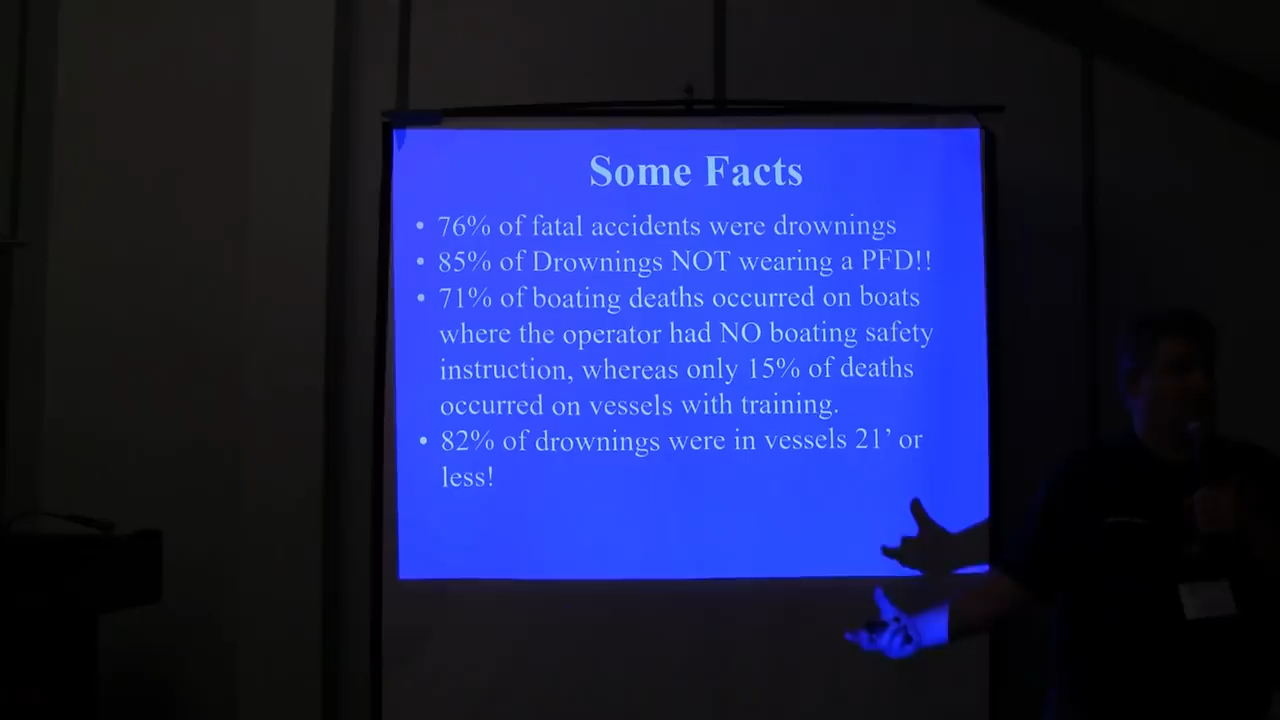 Some Facts
• 76% of fatal accidents were drownings
• 85% of Drownings NOT wearing a PFD!!
• 71% of boating deaths occurred on boats
where the operator had NO boating safety
instruction, whereas only 15% of deaths
occurred on vessels with training.
• 82% of drownings were in vessels 21’ or
less!